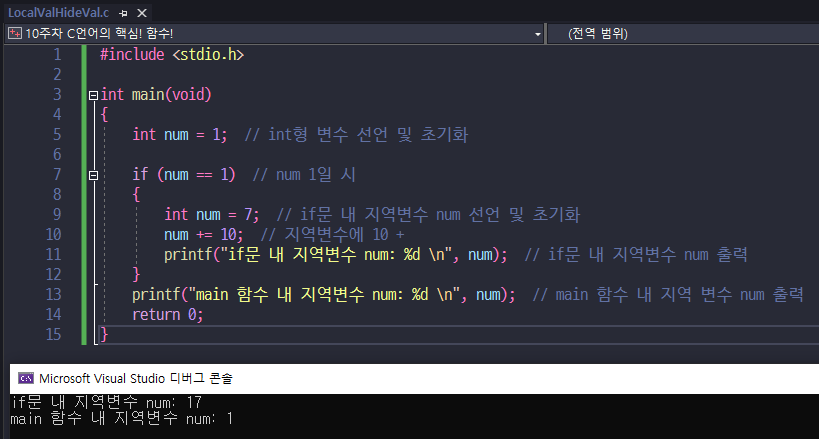 LocalValHideVal.c
10주차 C언어의 핵심! 함수! (전역 범위)
1 #include <stdio.h>
2
3 int main(void)
4 {
5 int num = 1; // int형 변수 선언 및 초기화
6
7 if (num == 1) // num 1일 시
8 {
9 int num = 7; // if문 내 지역변수 num 선언 및 초기화
10 num += 10; // 지역변수에 10 +
11 printf("if문 내 지역변수 num: %d \n", num); // if문 내 지역변수 num 출력
12 }
13 printf("main 함수 내 지역변수 num: %d \n", num); // main 함수 내 지역 변수 num 출력
14 return 0;
15 }
Microsoft Visual Studio 디버그 콘솔
if문 내 지역변수 num: 17
main 함수 내 지역변수 num: 1